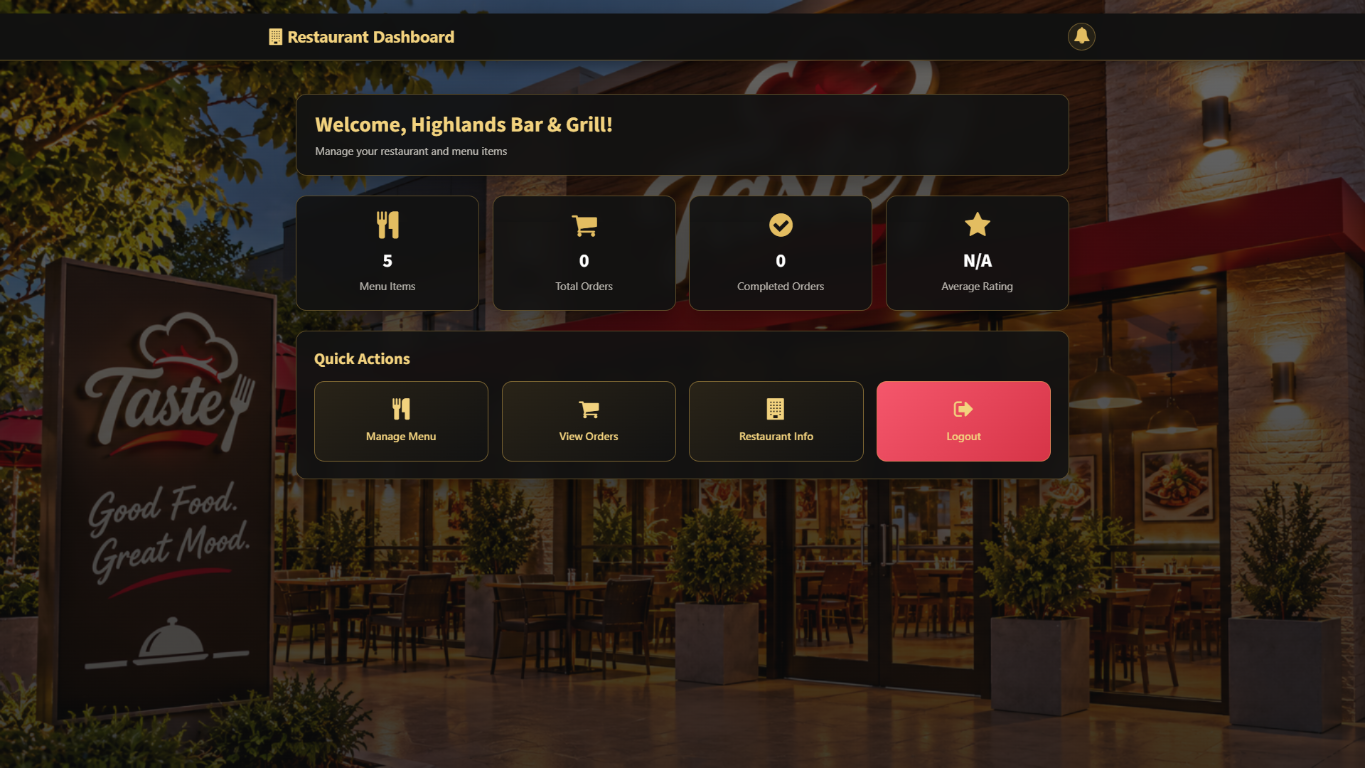 Restaurant Dashboard
Welcome, Highlands Bar & Grill!
Manage your restaurant and menu items
Taste
5
Menu Items
0
Total Orders
0
Completed Orders
N/A
Average Rating
Quick Actions
Manage Menu
View Orders
Restaurant Info
Logout
Taste
Good Food.
Great Mood.